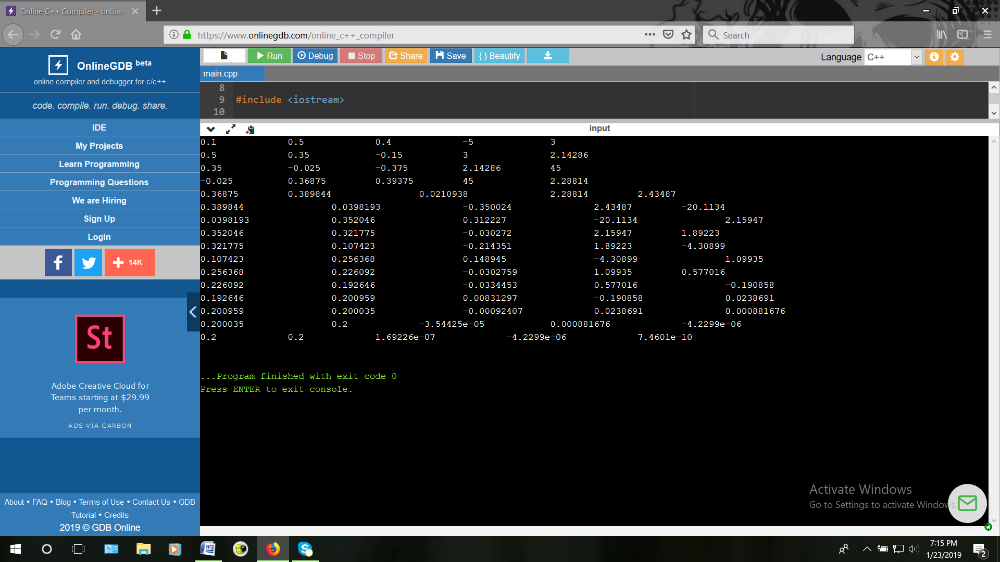 Online C++ Compiler - online e
https://www.onlinegdb.com/online_c++_compiler
Search
OnlineGDB beta
online compiler and debugger for c/c++
code. compile. run. debug. share.
IDE
My Projects
Learn Programming
Programming Questions
We are Hiring
Sign Up
Login
14K
St
Adobe Creative Cloud for
Teams starting at $29.99
per month.
ADS VIA CARBON
About • FAQ • Blog • Terms of Use • Contact Us • GDB
Tutorial • Credits
2019 © GDB Online
Run Debug Stop Share Save { } Beautify
Language C++
main.cpp
8
9 #include <iostream>
10
input
0.1 0.5 0.4 -5 3
0.5 0.35 -0.15 3 2.14286
0.35 -0.025 -0.375 2.14286 45
-0.025 0.36875 0.39375 45 2.28814
0.36875 0.389844 0.0210938 2.28814 2.43487
0.389844 0.0398193 -0.350024 2.43487 -20.1134
0.0398193 0.352046 0.312227 -20.1134 2.15947
0.352046 0.321775 -0.030272 2.15947 1.89223
0.321775 0.107423 -0.214351 1.89223 -4.30899
0.107423 0.256368 0.148945 -4.30899 1.09935
0.256368 0.226092 -0.0302759 1.09935 0.577016
0.226092 0.192646 -0.0334453 0.577016 -0.190858
0.192646 0.200959 0.00831297 -0.190858 0.0238691
0.200959 0.200035 -0.00092407 0.0238691 0.000881676
0.200035 0.2 -3.54425e-05 0.000881676 -4.2299e-06
0.2 0.2 1.69226e-07 -4.2299e-06 7.4601e-10
...Program finished with exit code 0
Press ENTER to exit console.
Activate Windows
Go to Settings to activate Windows.
7:15 PM
1/23/2019
2